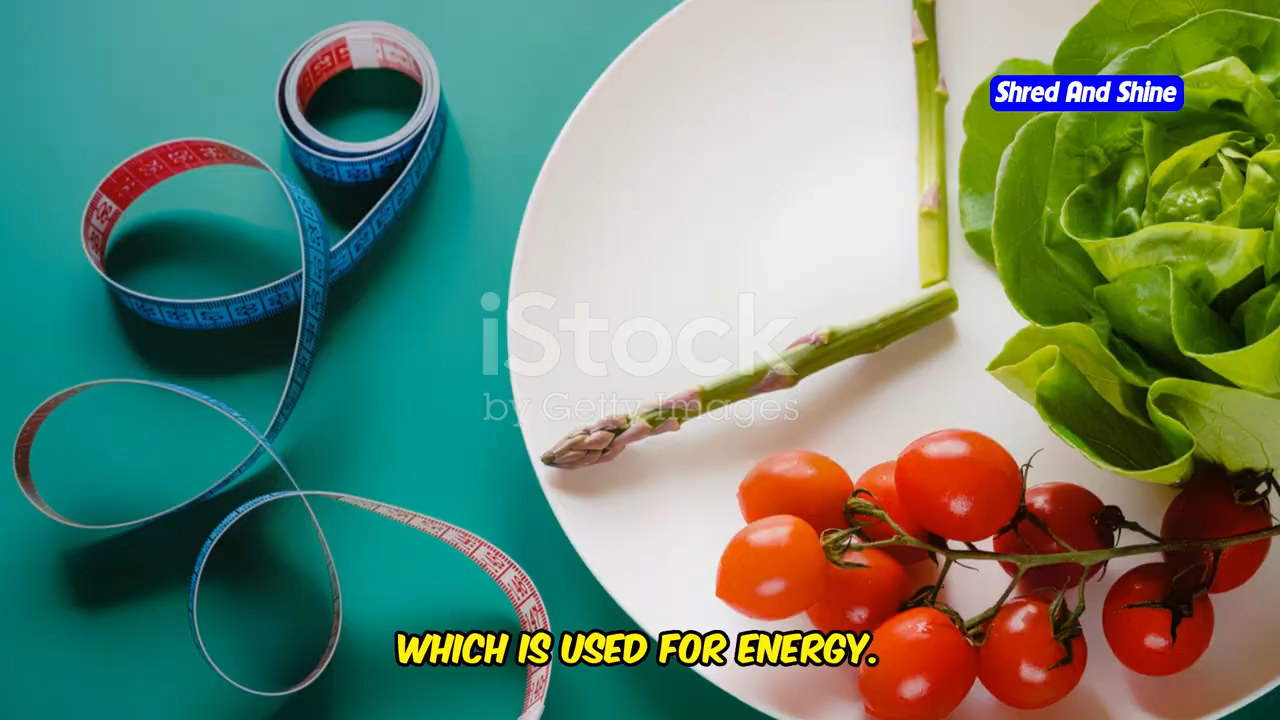 Shred And Shine
iStock
by Getty Images
WHICH IS USED FOR ENERGY.